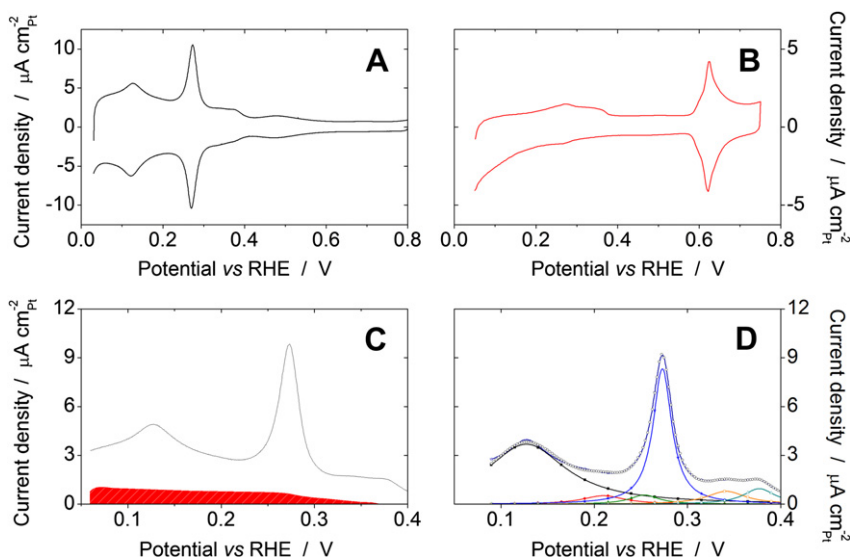 A
Current density / μA cm⁻²Pt
10
5
0
-5
-10
0.0 0.2 0.4 0.6 0.8
Potential vs RHE / V
B
Current density / μA cm⁻²Pt
5
0
-5
0.0 0.2 0.4 0.6 0.8
Potential vs RHE / V
C
Current density / μA cm⁻²Pt
12
9
6
3
0
0.1 0.2 0.3 0.4
Potential vs RHE / V
D
Current density / μA cm⁻²Pt
12
9
6
3
0
0.1 0.2 0.3 0.4
Potential vs RHE / V